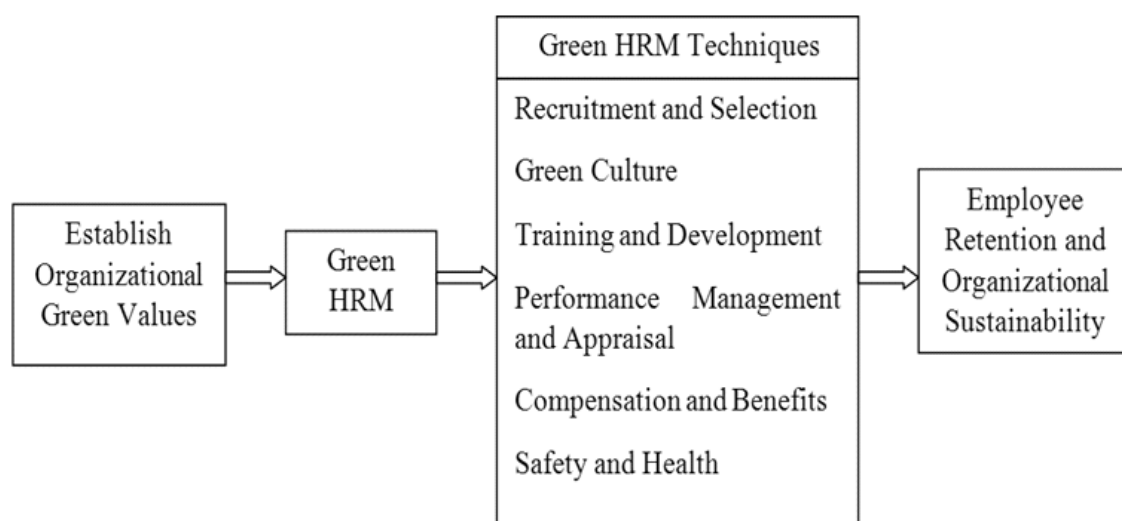 Establish
Organizational
Green Values
Green
HRM
Green HRM Techniques
Recruitment and Selection
Green Culture
Training and Development
Performance Management
and Appraisal
Compensation and Benefits
Safety and Health
Employee
Retention and
Organizational
Sustainability